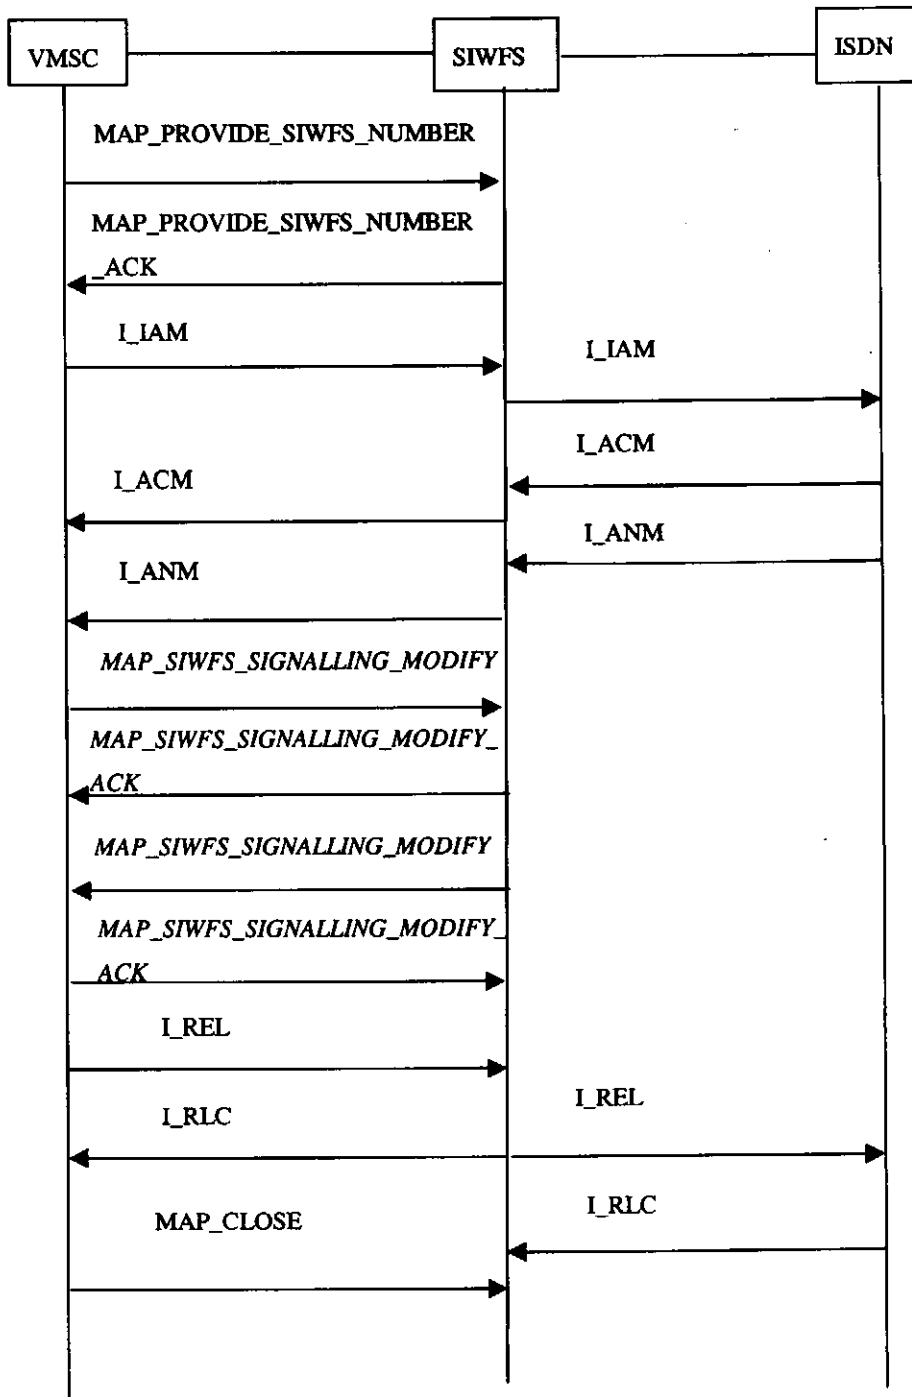 VMSC
SIWFS
ISDN
MAP_PROVIDE_SIWFS_NUMBER
MAP_PROVIDE_SIWFS_NUMBER
_ACK
I_IAM
I_IAM
I_ACM
I_ACM
I_ANM
I_ANM
MAP_SIWFS_SIGNALLING_MODIFY
MAP_SIWFS_SIGNALLING_MODIFY_
ACK
MAP_SIWFS_SIGNALLING_MODIFY
MAP_SIWFS_SIGNALLING_MODIFY_
ACK
I_REL
I_REL
I_RLC
I_RLC
MAP_CLOSE